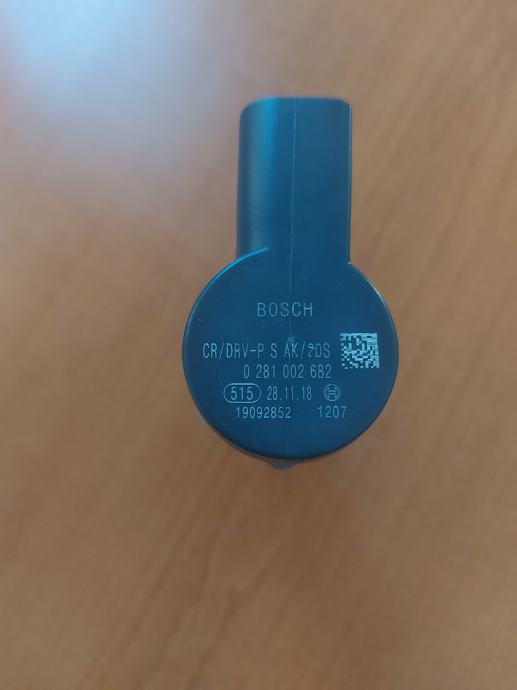 BOSCH
CR/DRV-P S AK/20S
0 281 002 682
515 28.11.18
19092852 1207